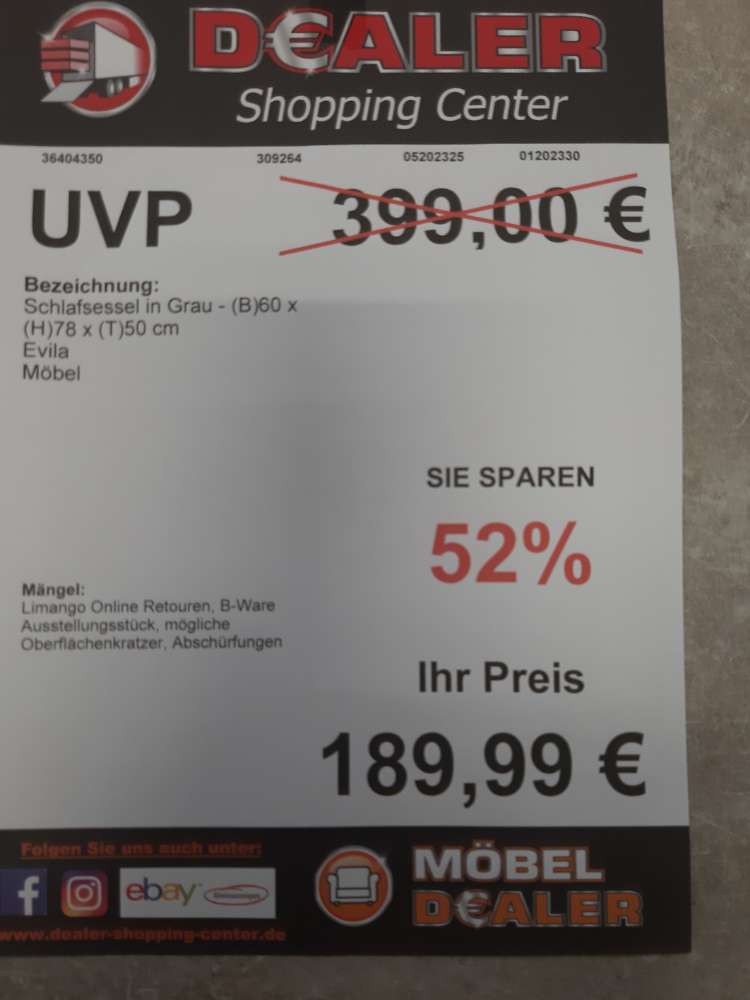 D€ALER
Shopping Center
36404350 309264 05202325 01202330
UVP 399,00 €
Bezeichnung:
Schlafsessel in Grau - (B)60 x
(H)78 x (T)50 cm
Evila
Möbel
SIE SPAREN
52%
Mängel:
Limango Online Retouren, B-Ware
Ausstellungsstück, mögliche
Oberflächenkratzer, Abschürfungen
Ihr Preis
189,99 €
Folgen Sie uns auch unter:
f
ebay
www.dealer-shopping-center.de
MÖBEL
D€ALER